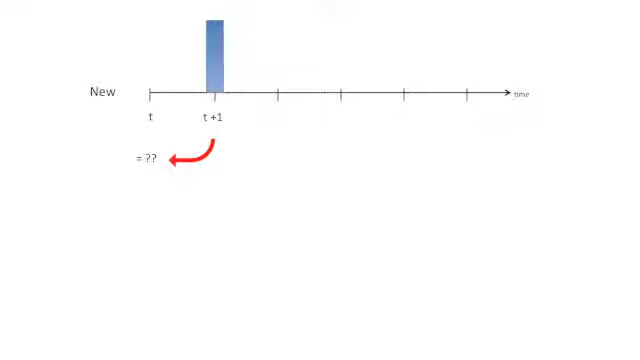 New
time
t
t +1
= ??